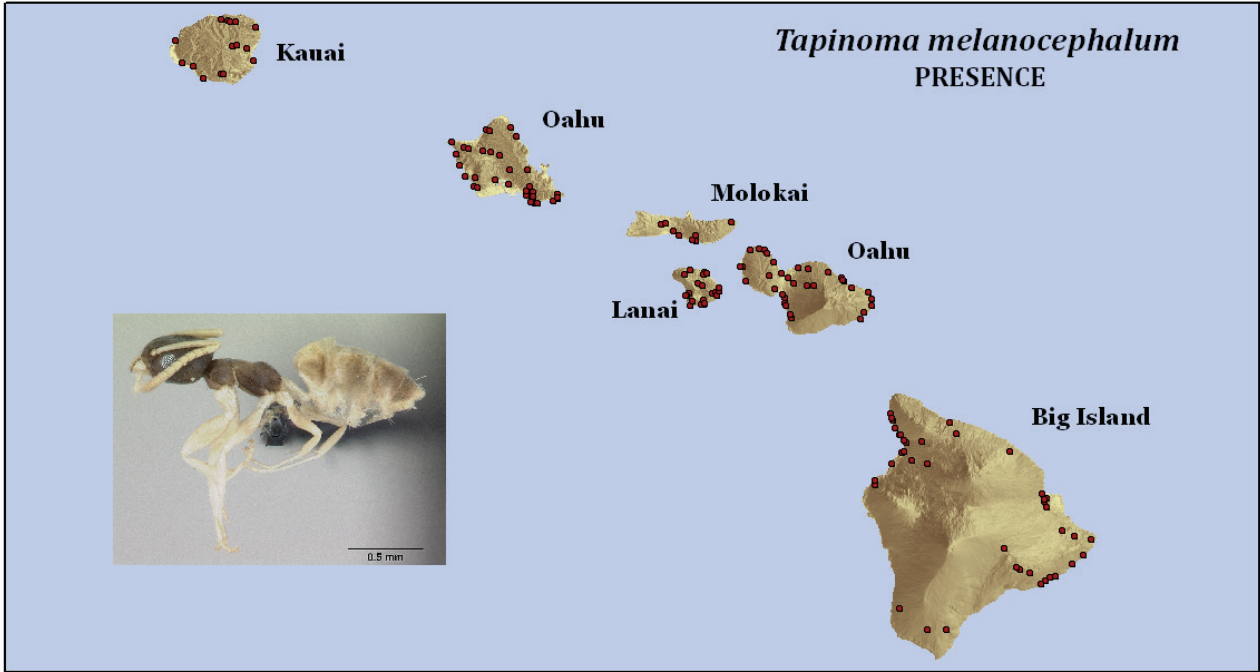 Tapinoma melanocephalum
PRESENCE
Kauai
Oahu
Molokai
Oahu
Lanai
Big Island
0.5 mm